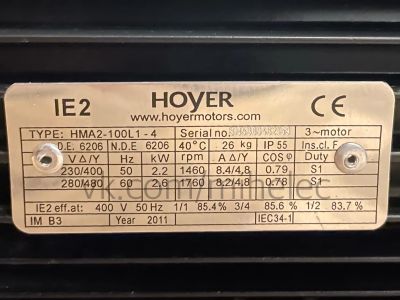 IE2 HOYER CE
www.hoyermotors.com
TYPE: HMA2-100L1 - 4 Serial no. 3~motor
D.E. 6206 N.D.E 6206 40°C 26 kg IP 55 Ins.cl. F
V Δ/Y Hz kW rpm A Δ/Y COS φ Duty
230/400 50 2.2 1460 8.4/4,8 0.79 S1
280/480 60 2.6 1760 8.2/4,8 0.78 S1
vk.com/minelec
IE2 eff.at: 400 V 50 Hz 1/1 85.4% 3/4 85.6 % 1/2 83.7%
IM B3 Year 2011 IEC34-1